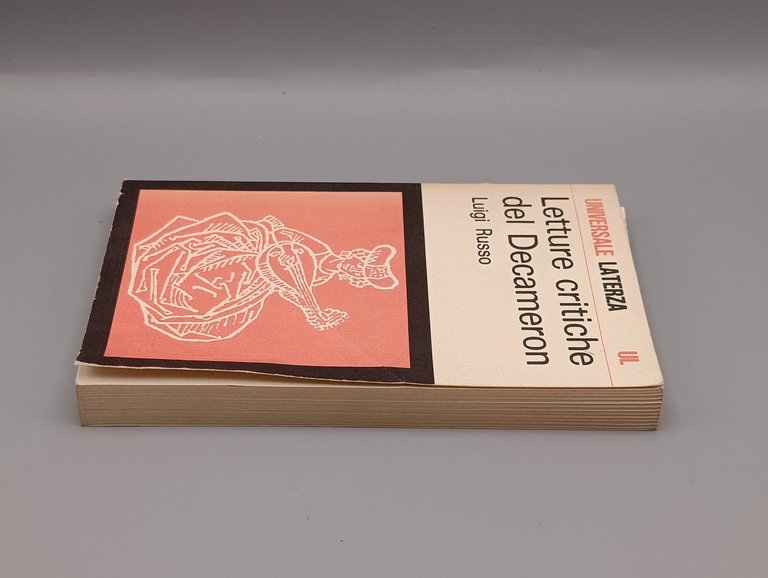 UNIVERSALE LATERZA UL
Letture critiche
del Decameron
Luigi Russo